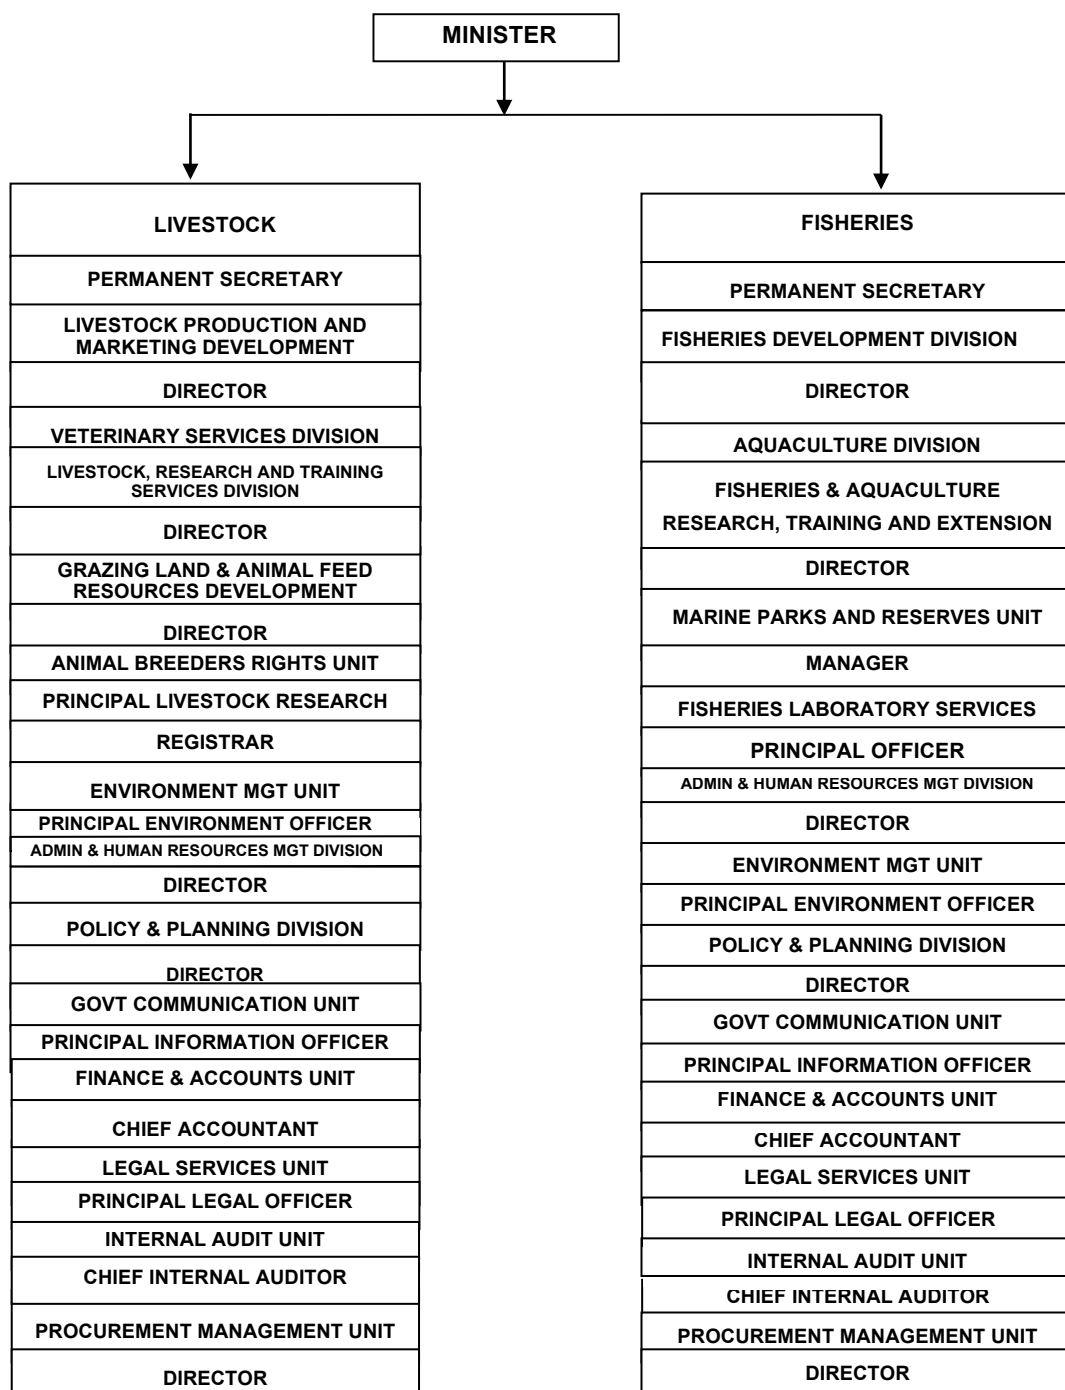 MINISTER
LIVESTOCK
PERMANENT SECRETARY
LIVESTOCK PRODUCTION AND
MARKETING DEVELOPMENT
DIRECTOR
VETERINARY SERVICES DIVISION
LIVESTOCK, RESEARCH AND TRAINING
SERVICES DIVISION
DIRECTOR
GRAZING LAND & ANIMAL FEED
RESOURCES DEVELOPMENT
DIRECTOR
ANIMAL BREEDERS RIGHTS UNIT
PRINCIPAL LIVESTOCK RESEARCH
REGISTRAR
ENVIRONMENT MGT UNIT
PRINCIPAL ENVIRONMENT OFFICER
ADMIN & HUMAN RESOURCES MGT DIVISION
DIRECTOR
POLICY & PLANNING DIVISION
DIRECTOR
GOVT COMMUNICATION UNIT
PRINCIPAL INFORMATION OFFICER
FINANCE & ACCOUNTS UNIT
CHIEF ACCOUNTANT
LEGAL SERVICES UNIT
PRINCIPAL LEGAL OFFICER
INTERNAL AUDIT UNIT
CHIEF INTERNAL AUDITOR
PROCUREMENT MANAGEMENT UNIT
DIRECTOR
FISHERIES
PERMANENT SECRETARY
FISHERIES DEVELOPMENT DIVISION
DIRECTOR
AQUACULTURE DIVISION
FISHERIES & AQUACULTURE
RESEARCH, TRAINING AND EXTENSION
DIRECTOR
MARINE PARKS AND RESERVES UNIT
MANAGER
FISHERIES LABORATORY SERVICES
PRINCIPAL OFFICER
ADMIN & HUMAN RESOURCES MGT DIVISION
DIRECTOR
ENVIRONMENT MGT UNIT
PRINCIPAL ENVIRONMENT OFFICER
POLICY & PLANNING DIVISION
DIRECTOR
GOVT COMMUNICATION UNIT
PRINCIPAL INFORMATION OFFICER
FINANCE & ACCOUNTS UNIT
CHIEF ACCOUNTANT
LEGAL SERVICES UNIT
PRINCIPAL LEGAL OFFICER
INTERNAL AUDIT UNIT
CHIEF INTERNAL AUDITOR
PROCUREMENT MANAGEMENT UNIT
DIRECTOR